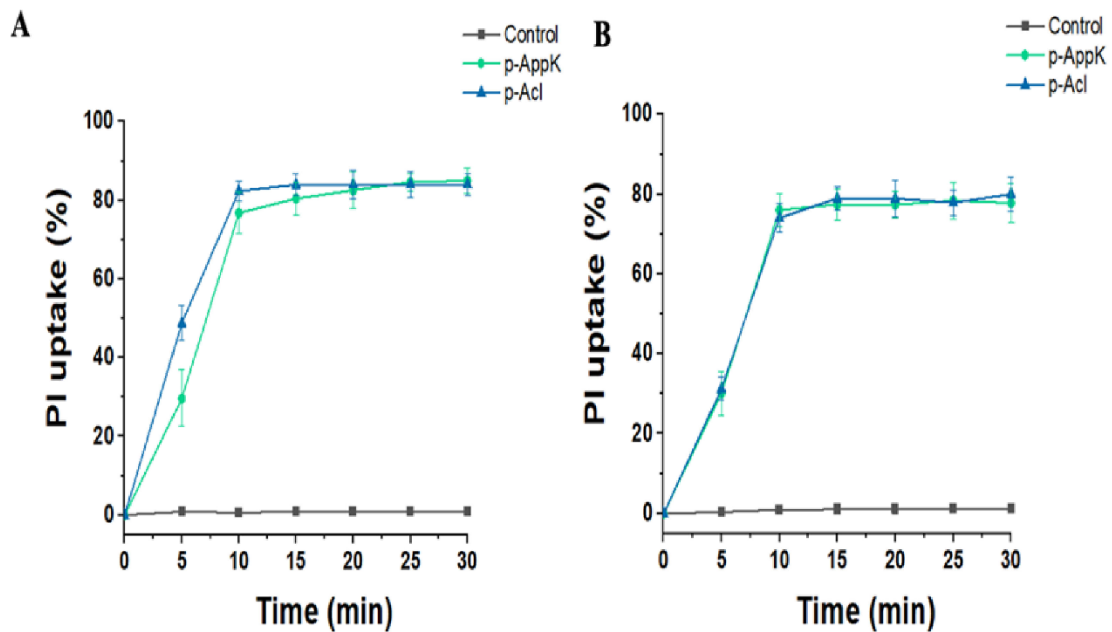 A
Control
p-AppK
p-AcI
100
80
60
40
20
0
PI uptake (%)
0 5 10 15 20 25 30
Time (min)
B
Control
p-AppK
p-AcI
100
80
60
40
20
0
PI uptake (%)
0 5 10 15 20 25 30
Time (min)